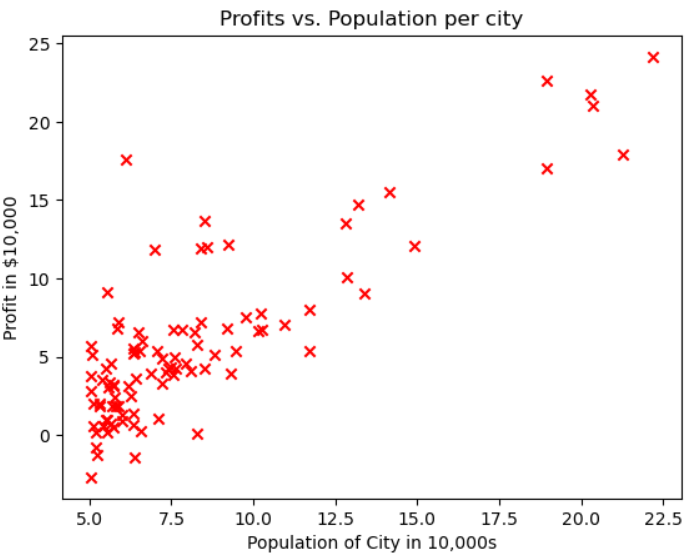 Profits vs. Population per city
25
20
15
10
5
0
Profit in $10,000
5.0 7.5 10.0 12.5 15.0 17.5 20.0 22.5
Population of City in 10,000s